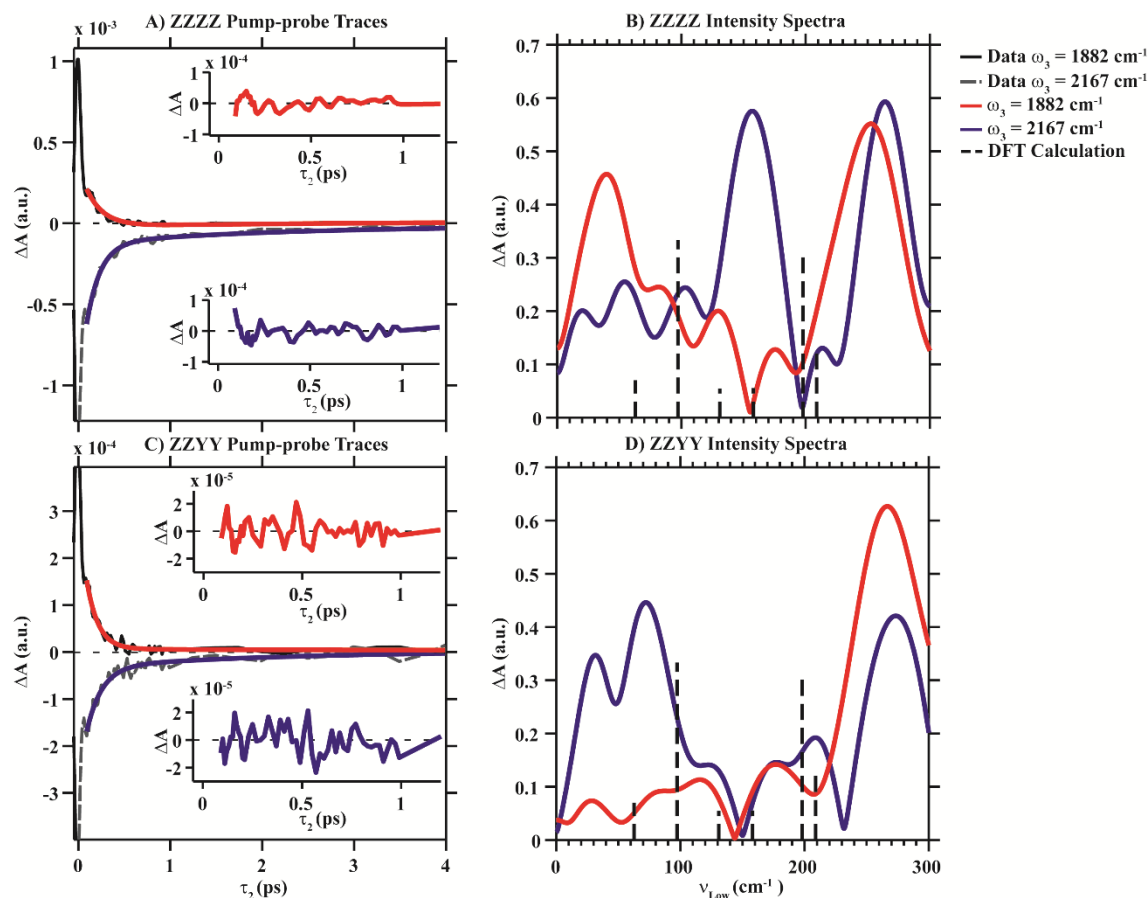 A) ZZZZ Pump-probe Traces
x 10⁻³
1
0.5
0
-0.5
-1
ΔA (a.u.)
x 10⁻⁴
1
0
-1
ΔA
0 0.5 1
τ₂ (ps)
x 10⁻⁴
1
0
-1
ΔA
0 0.5 1
τ₂ (ps)
B) ZZZZ Intensity Spectra
0.7
0.6
0.5
0.4
0.3
0.2
0.1
0
ΔA (a.u.)
Data ω₃ = 1882 cm⁻¹
Data ω₃ = 2167 cm⁻¹
ω₃ = 1882 cm⁻¹
ω₃ = 2167 cm⁻¹
DFT Calculation
C) ZZYY Pump-probe Traces
x 10⁻⁴
3
2
1
0
-1
-2
-3
ΔA (a.u.)
x 10⁻⁵
2
0
-2
ΔA
0 0.5 1
τ₂ (ps)
x 10⁻⁵
2
0
-2
ΔA
0 0.5 1
τ₂ (ps)
0 1 2 3 4
τ₂ (ps)
D) ZZYY Intensity Spectra
0.7
0.6
0.5
0.4
0.3
0.2
0.1
0
ΔA (a.u.)
0 100 200 300
ν_Low (cm⁻¹)